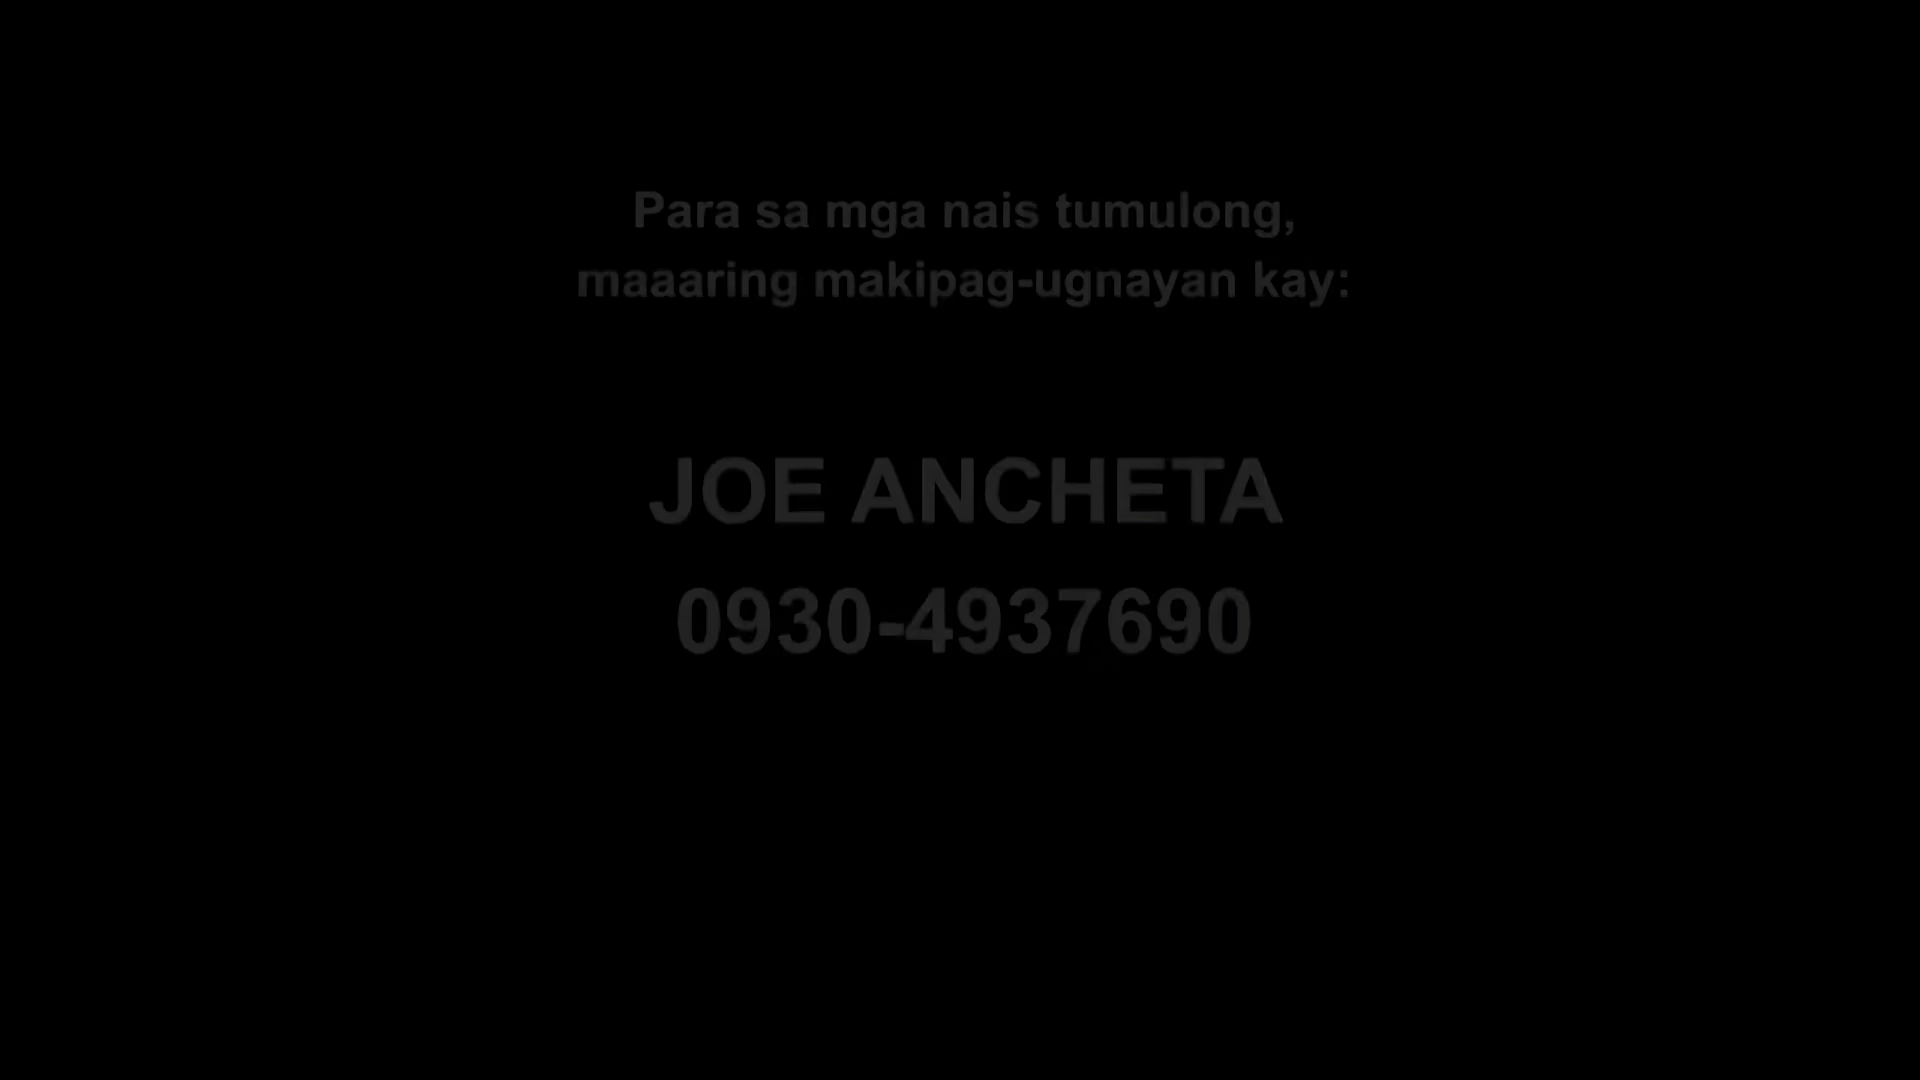 Para sa mga nais tumulong,
maaaring makipag-ugnayan kay:
JOE ANCHETA
0930-4937690